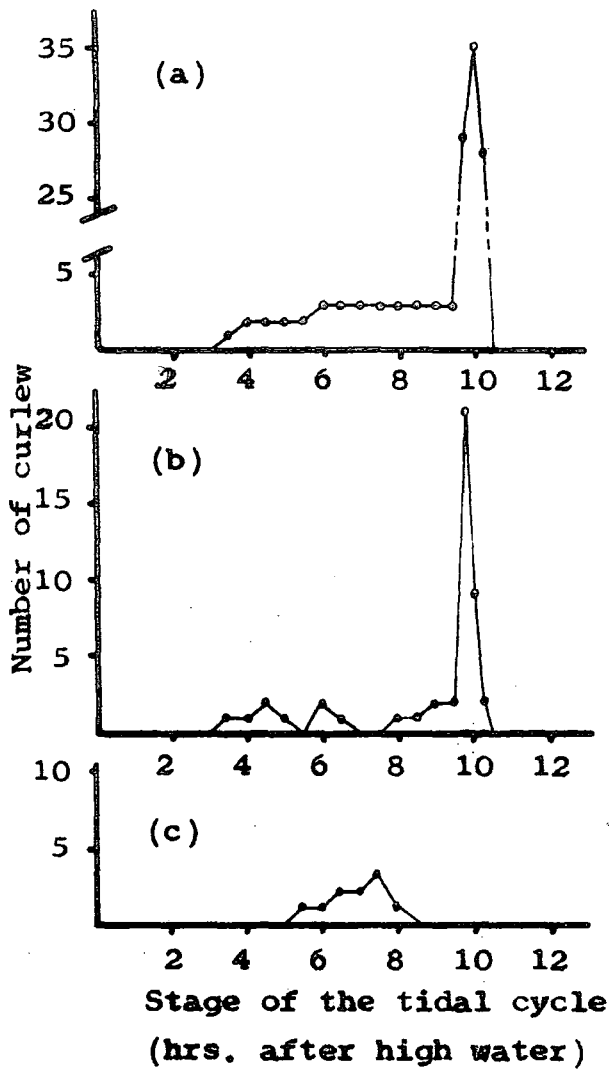 35
(a)
30
25
5
2 4 6 8 10 12
Number of curlew
20
(b)
15
10
5
2 4 6 8 10 12
10
(c)
5
2 4 6 8 10 12
Stage of the tidal cycle
(hrs. after high water)